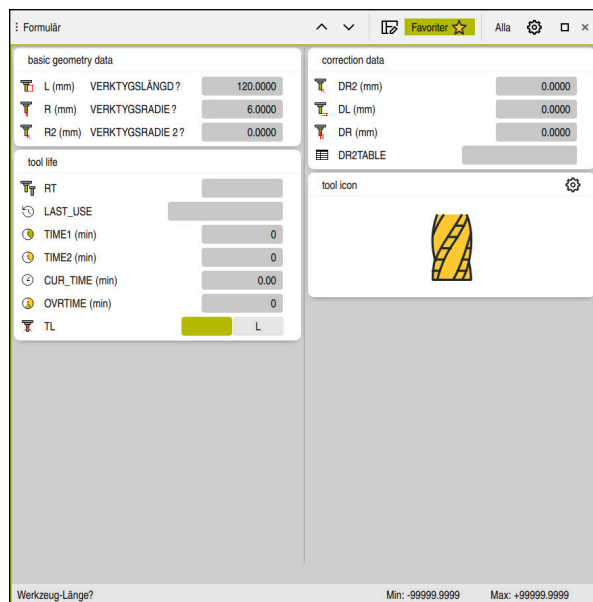 Formulär
Favoriter
Alla
basic geometry data
L (mm) VERKTYGSLÄNGD? 120.0000
R (mm) VERKTYGSRADIE? 6.0000
R2 (mm) VERKTYGSRADIE 2? 0.0000
tool life
RT
LAST_USE
TIME1 (min) 0
TIME2 (min) 0
CUR_TIME (min) 0.00
OVRTIME (min) 0
TL L
correction data
DR2 (mm) 0.0000
DL (mm) 0.0000
DR (mm) 0.0000
DR2TABLE
tool icon
Werkzeug-Länge? Min: -99999.9999 Max: +99999.9999